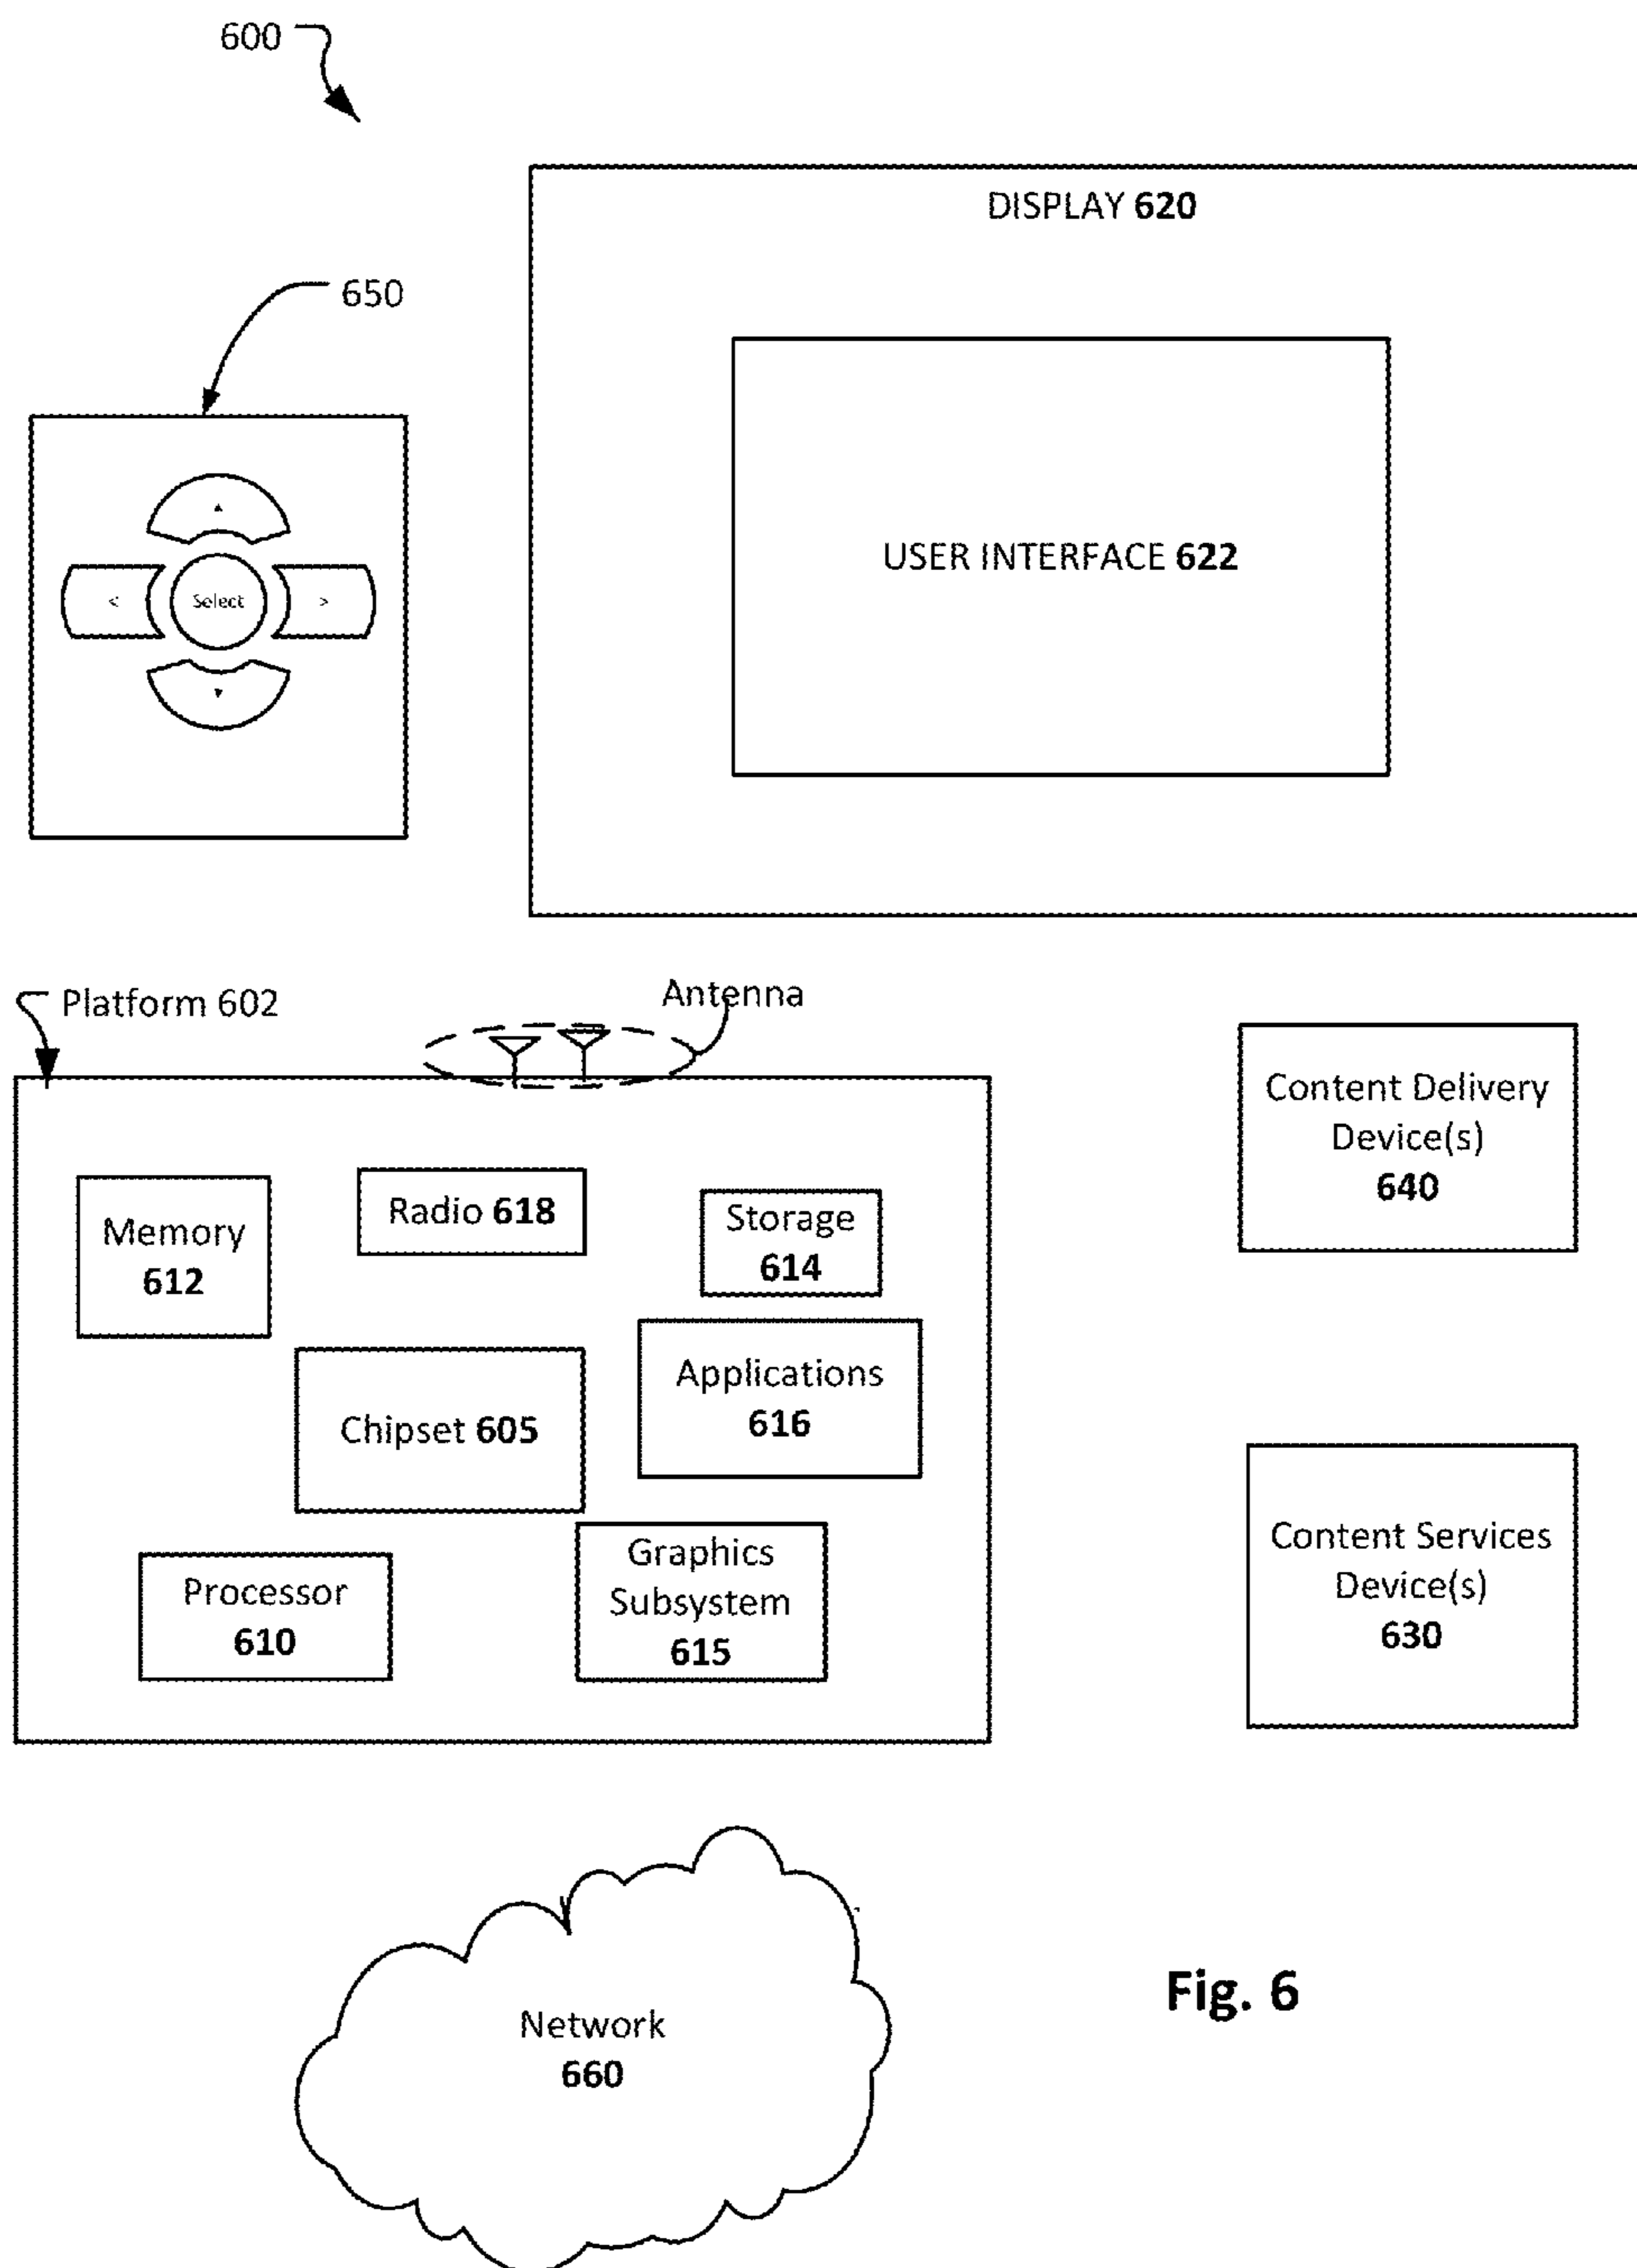 600
DISPLAY 620
650
USER INTERFACE 622
▲
< Select >
▼
Platform 602
Antenna
Content Delivery
Device(s)
640
Memory
612
Radio 618
Storage
614
Chipset 605
Applications
616
Processor
610
Graphics
Subsystem
615
Content Services
Device(s)
630
Network
660
Fig. 6